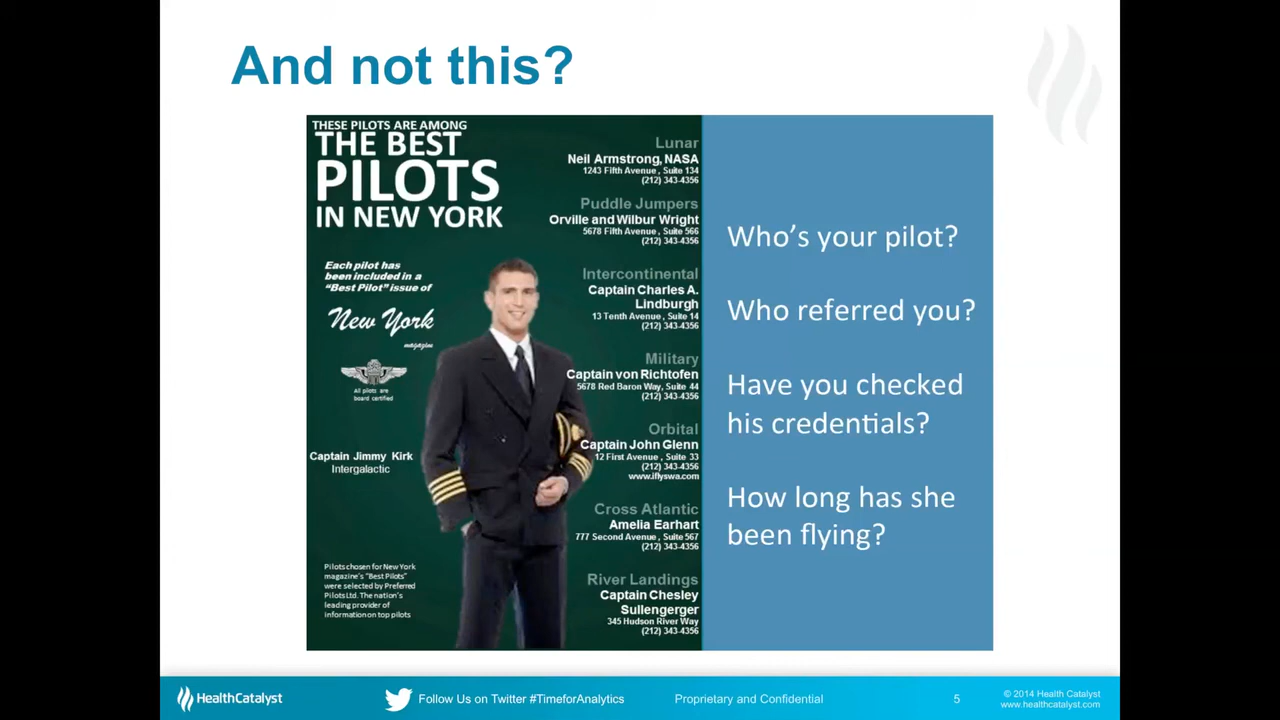 And not this?
THESE PILOTS ARE AMONG
THE BEST
PILOTS
IN NEW YORK
Each pilot has
been included in a
"Best Pilot" issue of
New York
magazine
All pilots are
board certified
Captain Jimmy Kirk
Intergalactic
Pilots chosen for New York
magazine's "Best Pilots"
were selected by Preferred
Pilots Ltd. The nation's
leading provider of
information on top pilots
Lunar
Neil Armstrong, NASA
1243 Fifth Avenue, Suite 134
(212) 343-4356
Puddle Jumpers
Orville and Wilbur Wright
5678 Fifth Avenue, Suite 566
(212) 343-4356
Intercontinental
Captain Charles A.
Lindburgh
13 Tenth Avenue, Suite 14
(212) 343-4356
Military
Captain von Richtofen
5678 Red Baron Way, Suite 44
(212) 343-4356
Orbital
Captain John Glenn
12 First Avenue, Suite 33
(212) 343-4356
www.iflyswa.com
Cross Atlantic
Amelia Earhart
777 Second Avenue, Suite 567
(212) 343-4356
River Landings
Captain Chesley
Sullengerger
345 Hudson River Way
(212) 343-4356
Who's your pilot?
Who referred you?
Have you checked
his credentials?
How long has she
been flying?
HealthCatalyst
Follow Us on Twitter #TimeforAnalytics
Proprietary and Confidential
5
© 2014 Health Catalyst
www.healthcatalyst.com